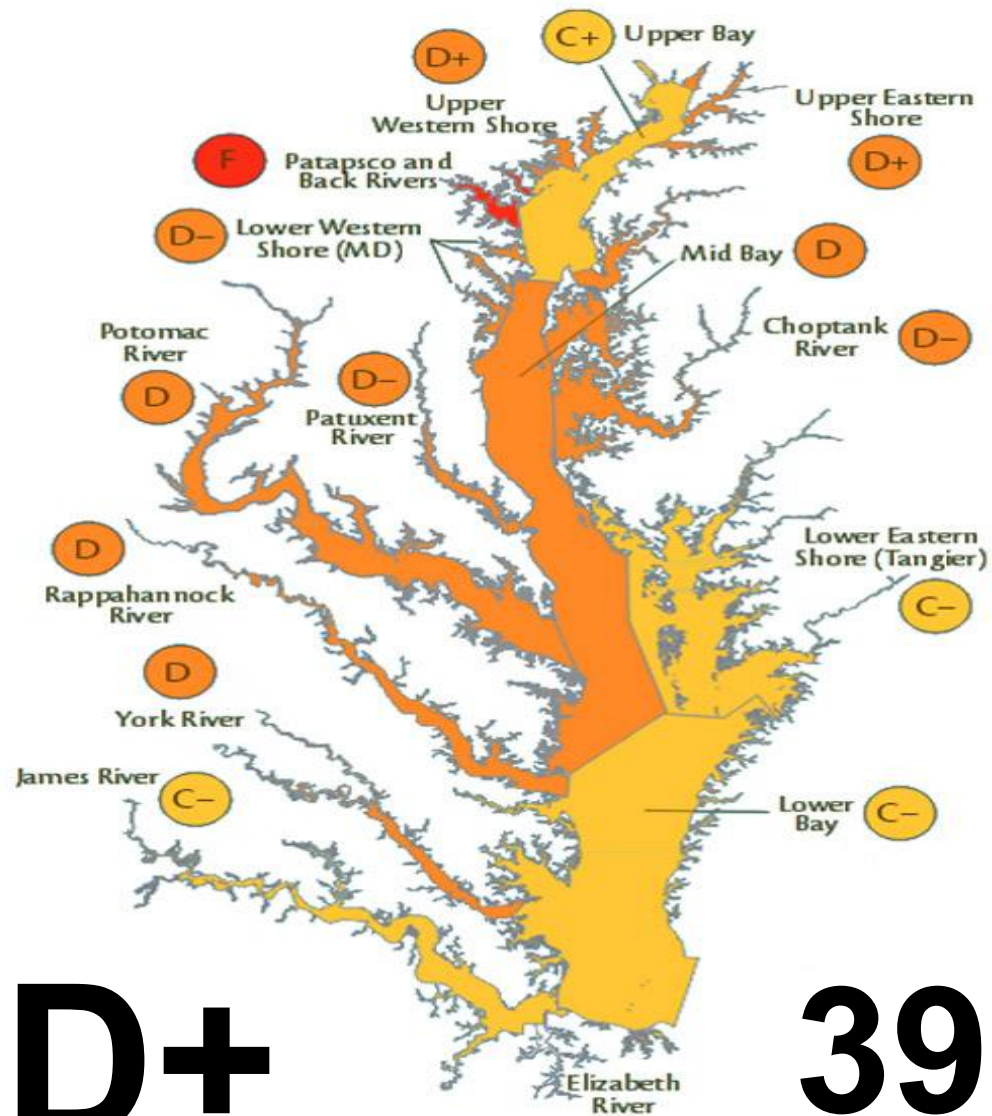 C+ Upper Bay
D+
Upper
Western Shore
Upper Eastern
Shore
D+
F Patapsco and
Back Rivers
D– Lower Western
Shore (MD)
Mid Bay D
Potomac
River
D
D–
Patuxent
River
Choptank
River
D–
D
Rappahannock
River
Lower Eastern
Shore (Tangier)
C–
D
York River
James River
C–
Lower
Bay
C–
D+
39
Elizabeth
River